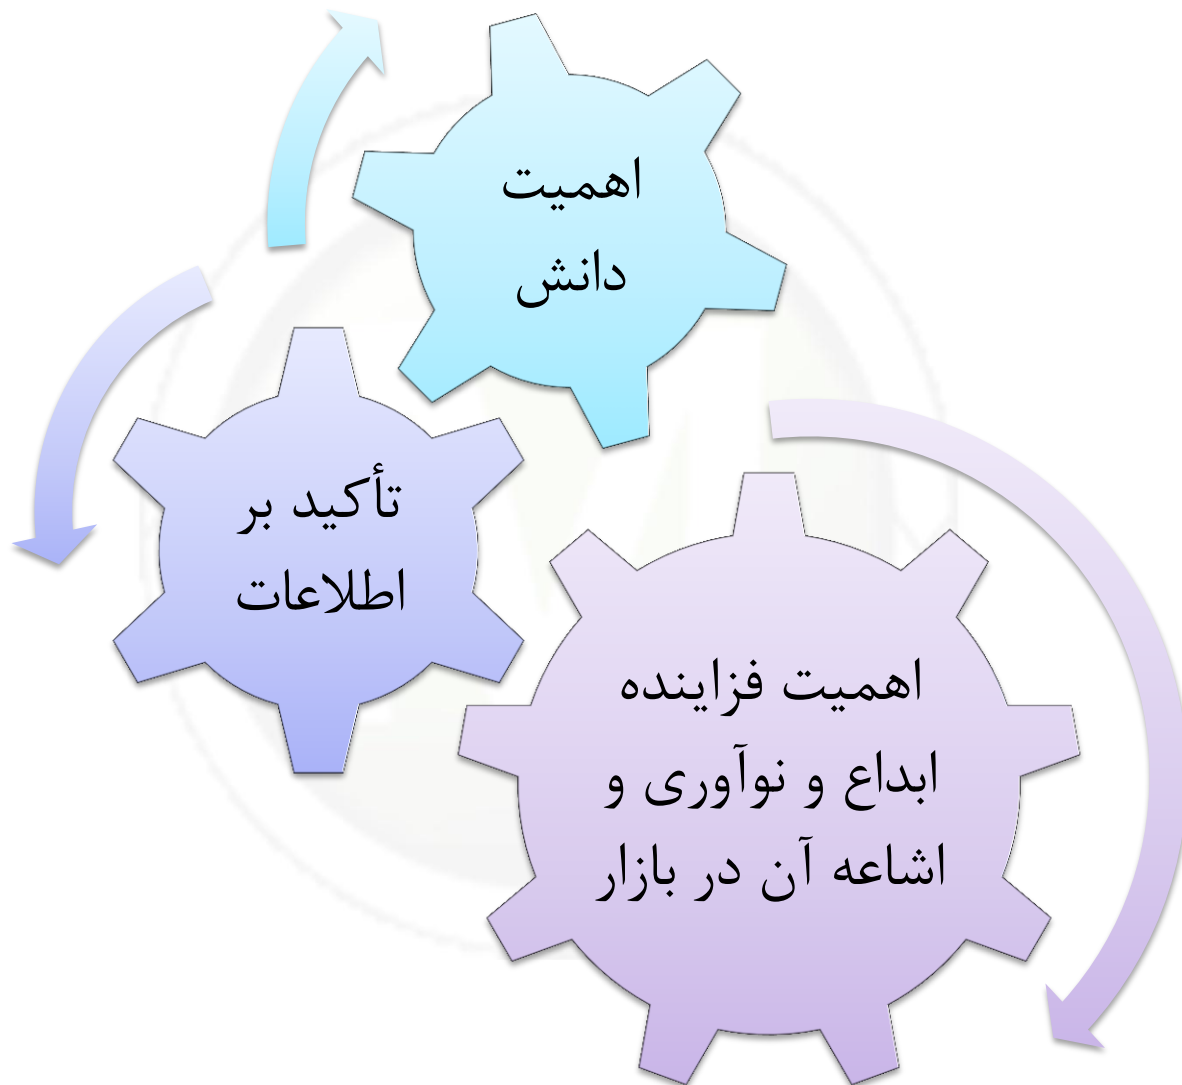 اهمیت
دانش
تأکید بر
اطلاعات
اهمیت فزاینده
ابداع و نوآوری و
اشاعه آن در بازار